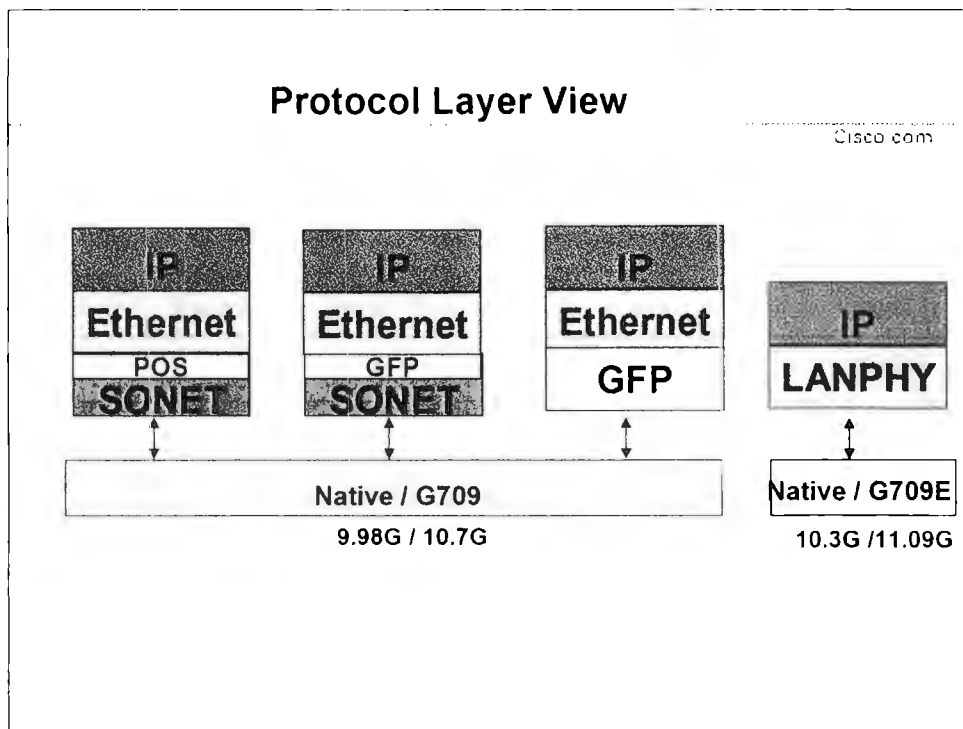 Protocol Layer View
Cisco.com
IP
Ethernet
POS
SONET
IP
Ethernet
GFP
SONET
IP
Ethernet
GFP
IP
LANPHY
Native / G709
9.98G / 10.7G
Native / G709E
10.3G /11.09G